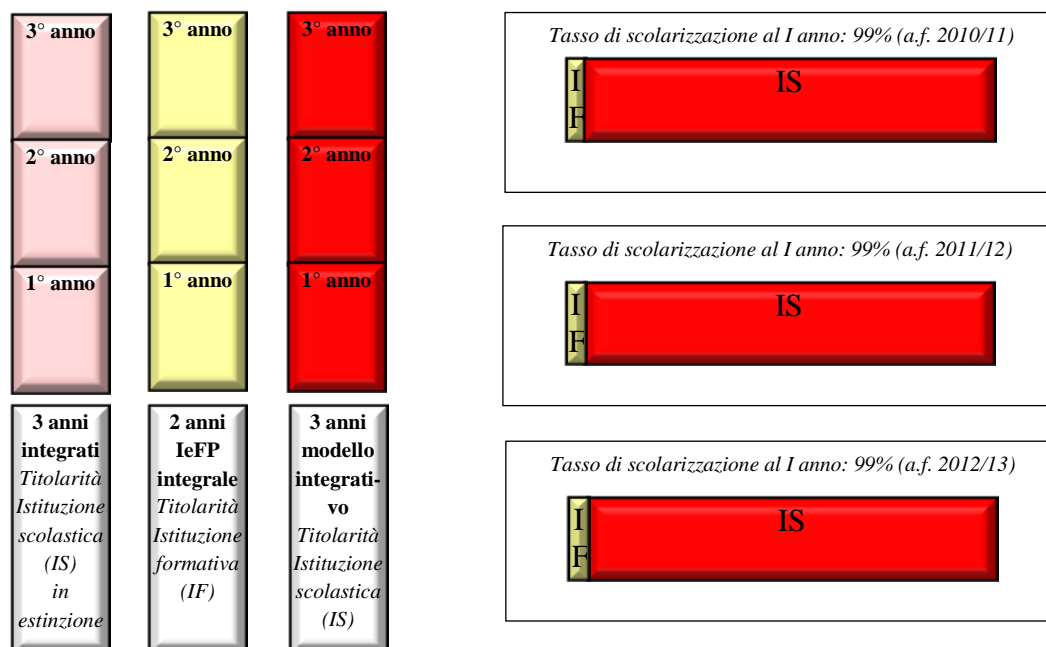 3° anno
2° anno
1° anno
3 anni
integrati
Titolarità
Istituzione
scolastica
(IS)
in
estinzione
3° anno
2° anno
1° anno
2 anni
IeFP
integrale
Titolarità
Istituzione
formativa
(IF)
3° anno
2° anno
1° anno
3 anni
modello
integrati-
vo
Titolarità
Istituzione
scolastica
(IS)
Tasso di scolarizzazione al I anno: 99% (a.f. 2010/11)
I
F
IS
Tasso di scolarizzazione al I anno: 99% (a.f. 2011/12)
I
F
IS
Tasso di scolarizzazione al I anno: 99% (a.f. 2012/13)
I
F
IS